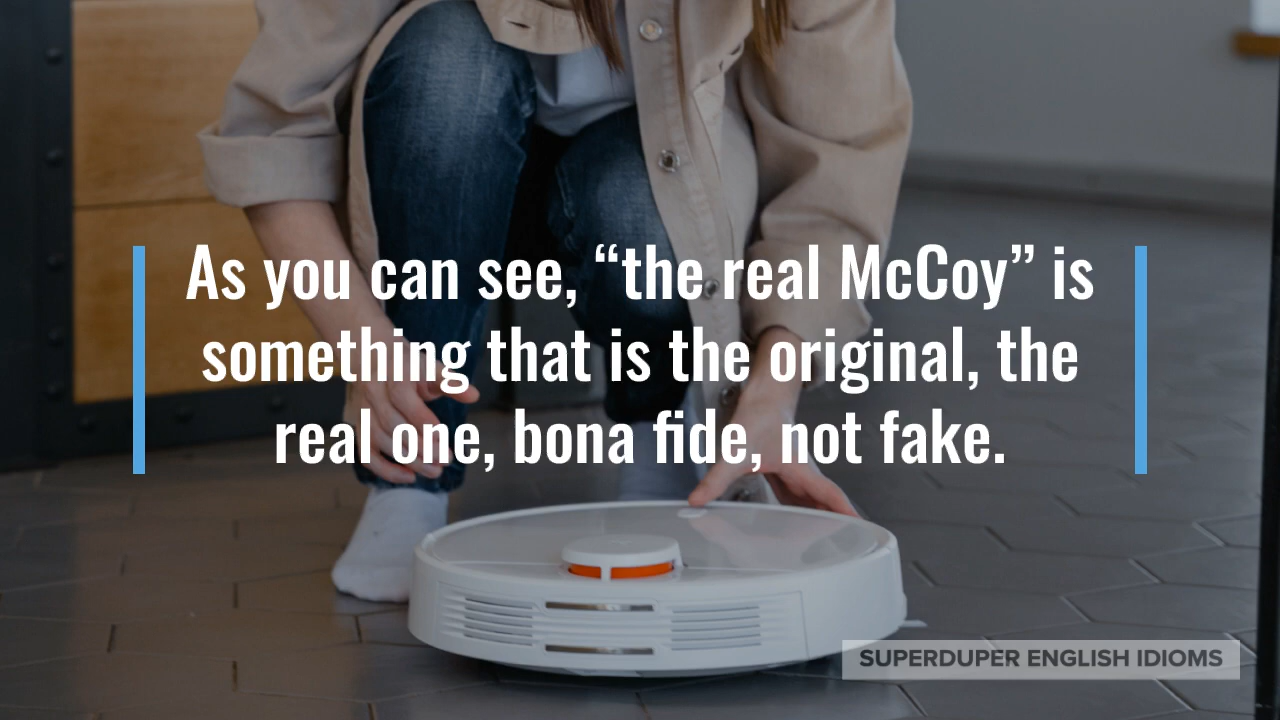 As you can see, “the real McCoy” is
something that is the original, the
real one, bona fide, not fake.
SUPERDUPER ENGLISH IDIOMS